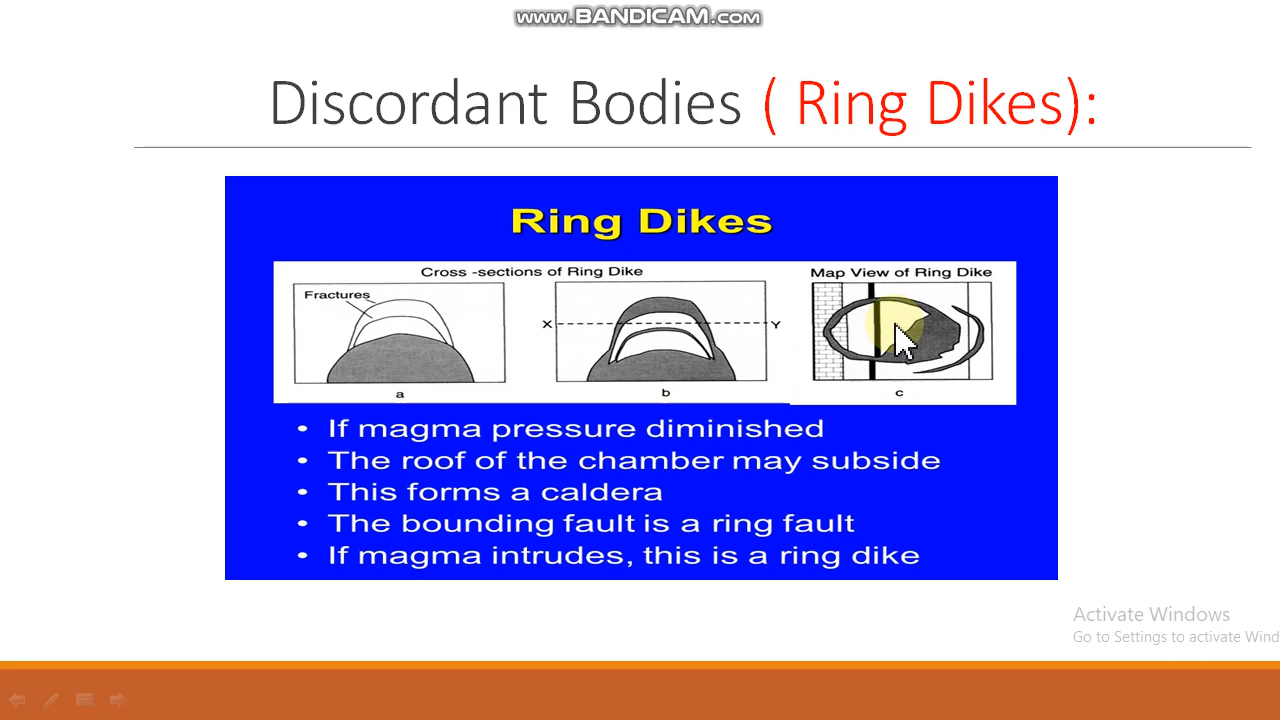 www.BANDICAM.com
Discordant Bodies ( Ring Dikes):
Ring Dikes
Cross -sections of Ring Dike
Map View of Ring Dike
Fractures
X
Y
a
b
c
• If magma pressure diminished
• The roof of the chamber may subside
• This forms a caldera
• The bounding fault is a ring fault
• If magma intrudes, this is a ring dike
Activate Windows
Go to Settings to activate Wind